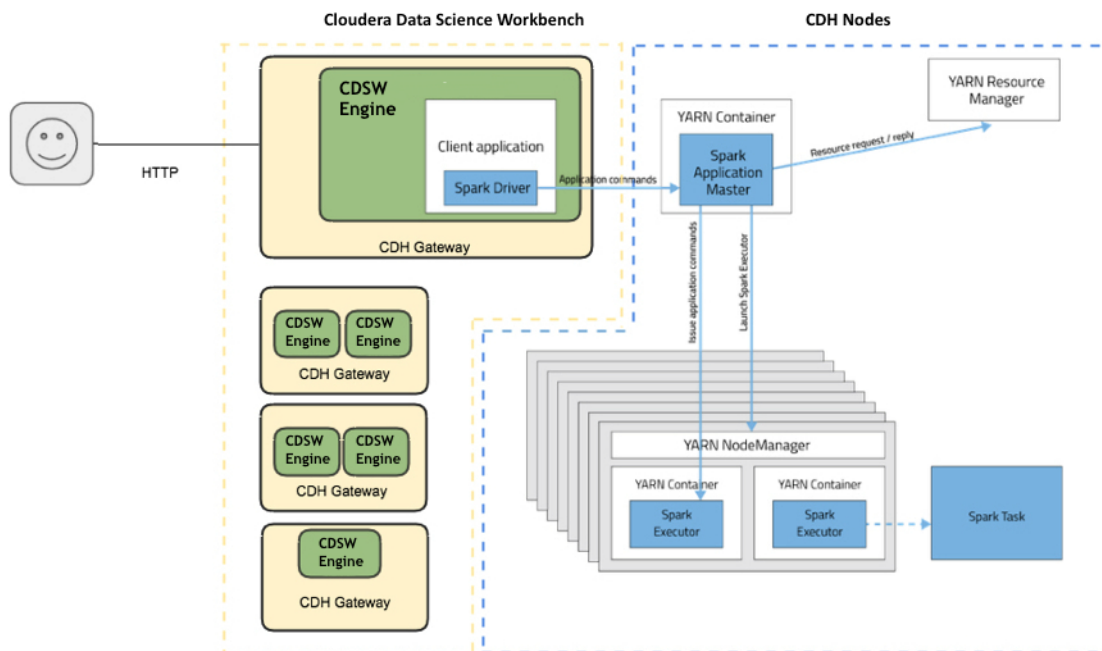 Cloudera Data Science Workbench
CDH Nodes
CDSW
Engine
Client application
Spark Driver
CDH Gateway
HTTP
Application commands
YARN Container
Spark
Application
Master
Resource request / reply
YARN Resource
Manager
Issue application commands
Launch Spark Executor
CDSW
Engine
CDSW
Engine
CDH Gateway
CDSW
Engine
CDSW
Engine
CDH Gateway
CDSW
Engine
CDH Gateway
YARN NodeManager
YARN Container
Spark
Executor
YARN Container
Spark
Executor
Spark Task